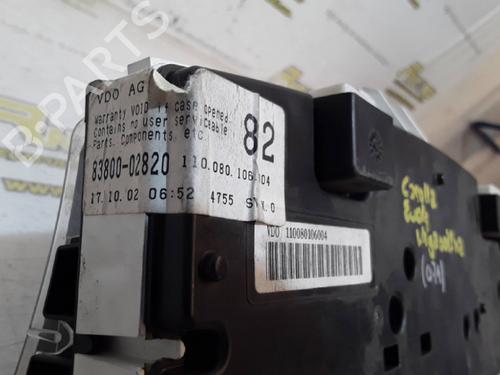 B-PARTS
VDO AG
Warranty VOID if case opened.
Contains no user servicable
Parts, Components, etc.
82
83800-02820 110.080.106-004
17.10.02 06:52 4755
VDO 110080106004